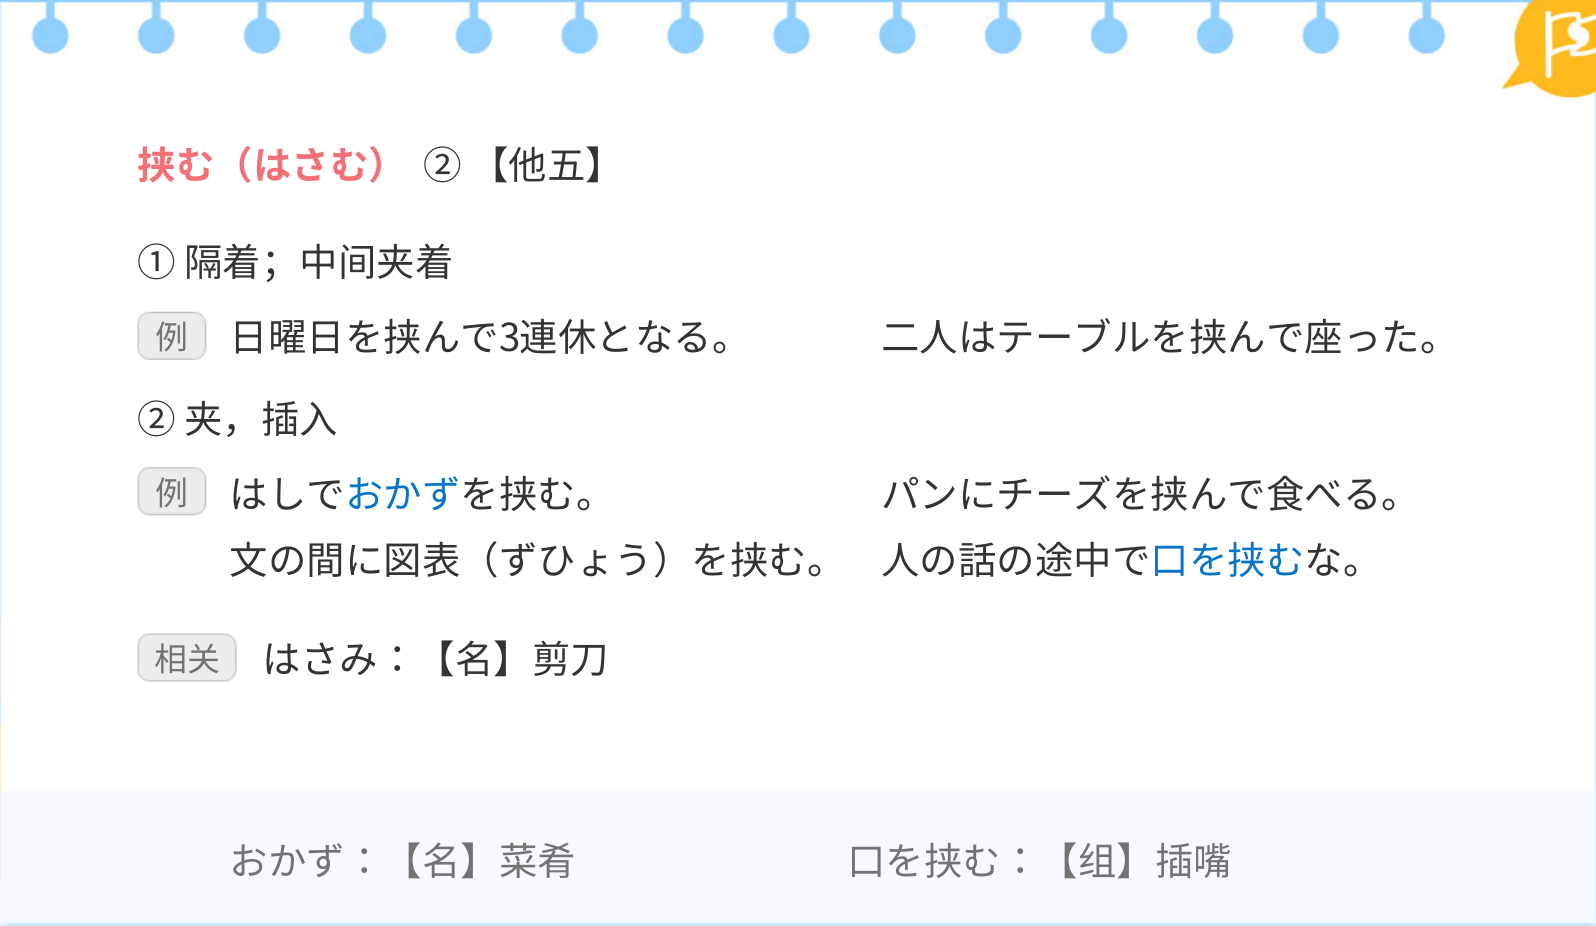 挟む（はさむ） ② 【他五】
① 隔着；中间夹着
例 日曜日を挟んで3連休となる。 二人はテーブルを挟んで座った。
② 夹，插入
例 はしでおかずを挟む。 パンにチーズを挟んで食べる。
文の間に図表（ずひょう）を挟む。 人の話の途中で口を挟むな。
相关 はさみ：【名】剪刀
おかず：【名】菜肴 口を挟む：【组】插嘴